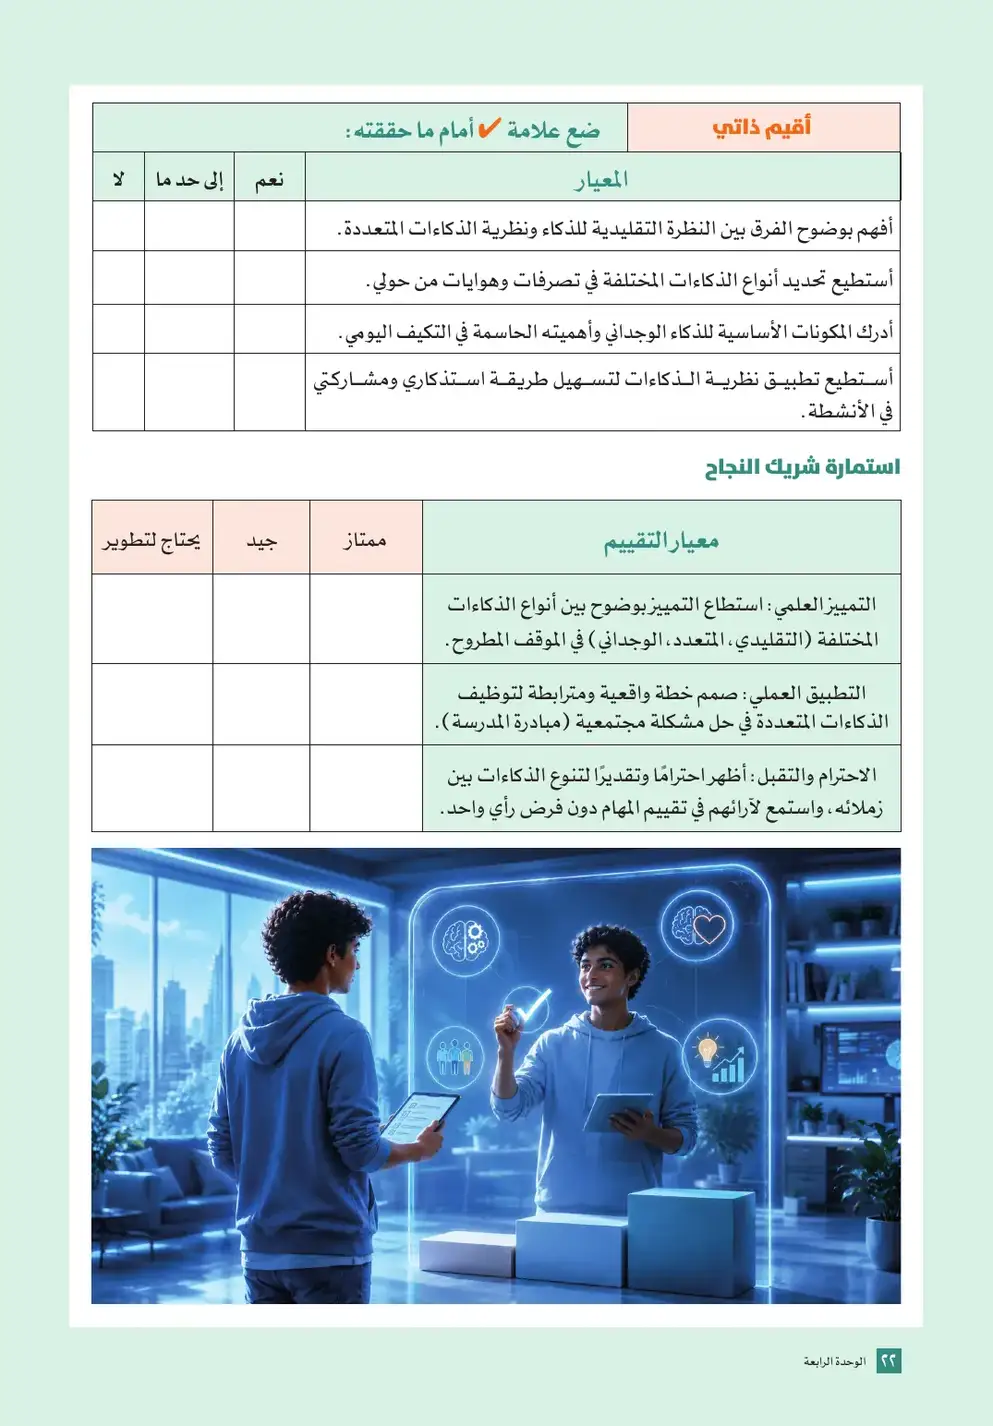 أقيم ذاتي
ضع علامة ✔ أمام ما حققته:
المعيار
نعم
إلى حد ما
لا
أفهم بوضوح الفرق بين النظرة التقليدية للذكاء ونظرية الذكاءات المتعددة.
أستطيع تحديد أنواع الذكاءات المختلفة في تصرفات وهوايات من حولي.
أدرك المكونات الأساسية للذكاء الوجداني وأهميته الحاسمة في التكيف اليومي.
أستطيع تطبيق نظرية الذكاءات لتسهيل طريقة استذكاري ومشاركتي
في الأنشطة.
استمارة شريك النجاح
معيار التقييم
ممتاز
جيد
يحتاج لتطوير
التمييز العلمي: استطاع التمييز بوضوح بين أنواع الذكاءات
المختلفة (التقليدي، المتعدد، الوجداني) في الموقف المطروح.
التطبيق العملي: صمم خطة واقعية ومترابطة لتوظيف
الذكاءات المتعددة في حل مشكلة مجتمعية (مبادرة المدرسة).
الاحترام والتقبل: أظهر احترامًا وتقديرًا لتنوع الذكاءات بين
زملائه، واستمع لآرائهم في تقييم المهام دون فرض رأي واحد.
٢٢ الوحدة الرابعة